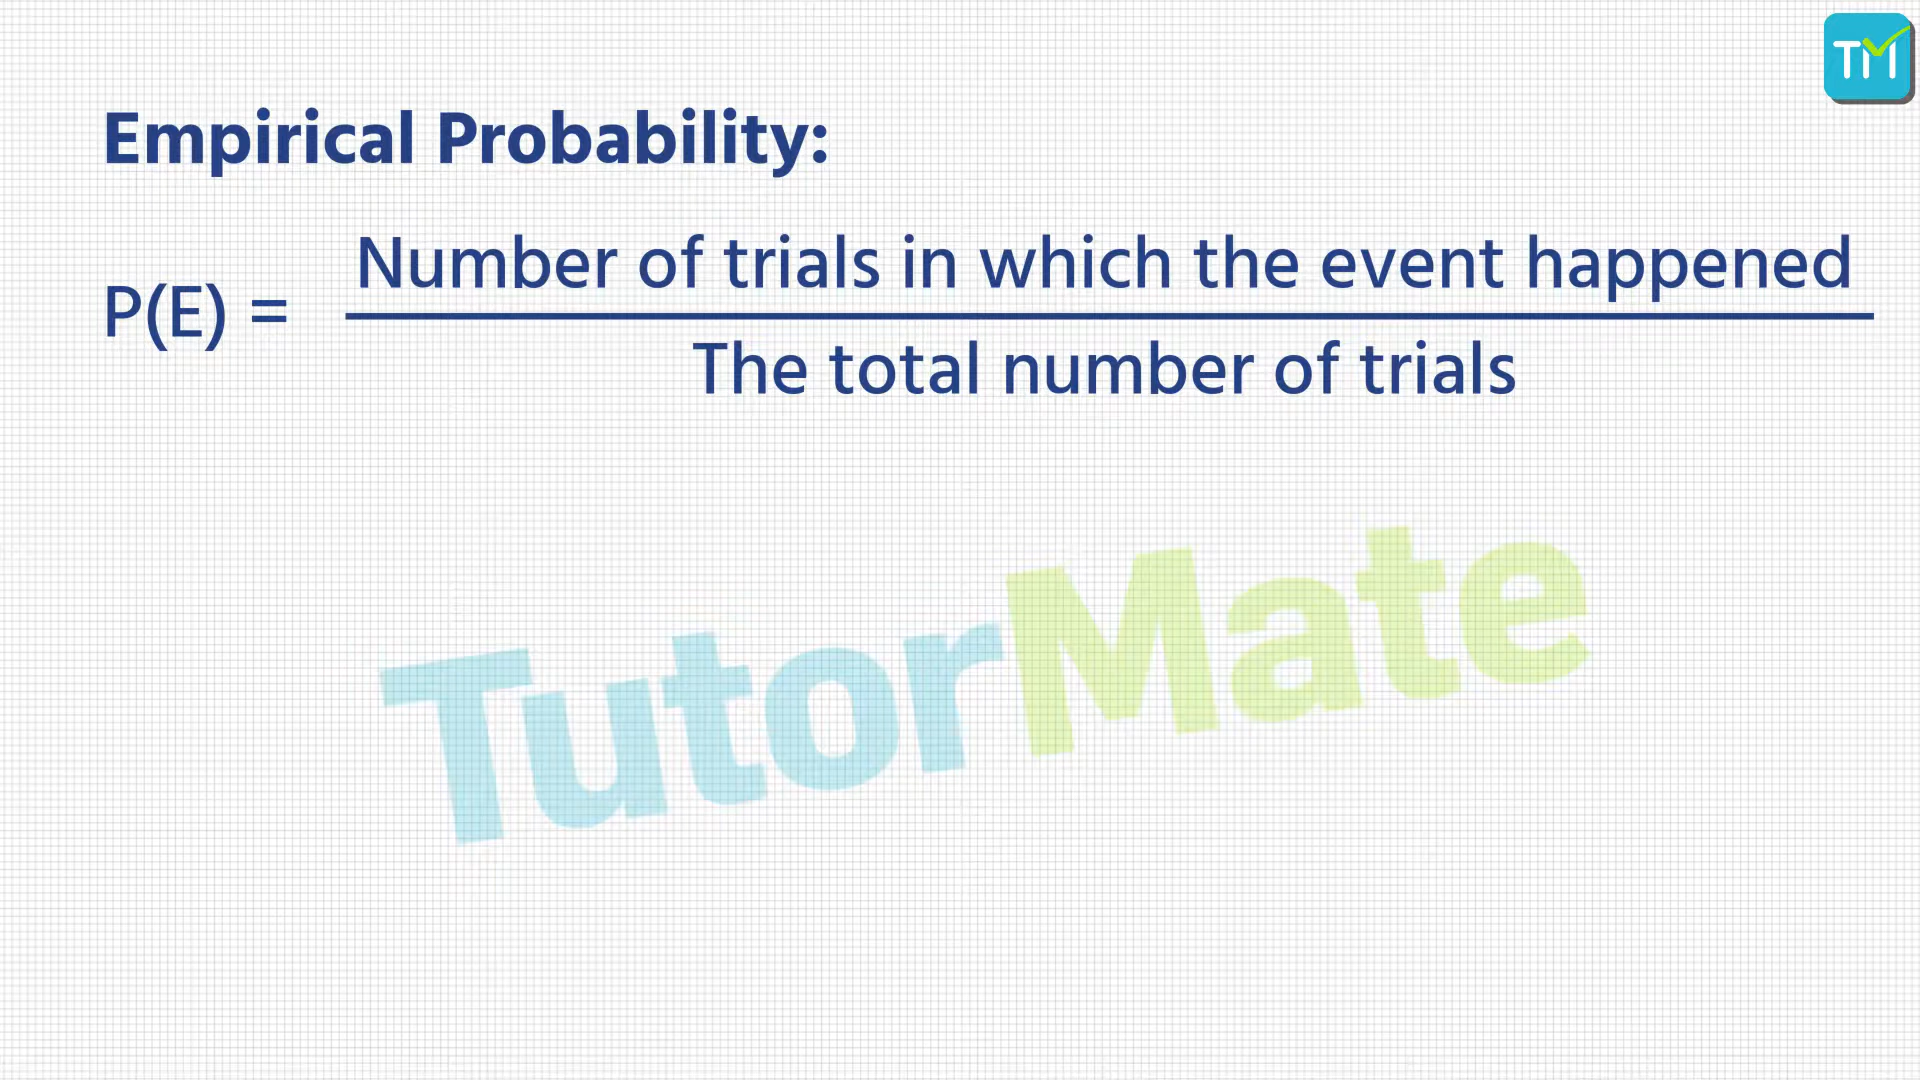 TM
Empirical Probability:
P(E) = Number of trials in which the event happened
The total number of trials
TutorMate